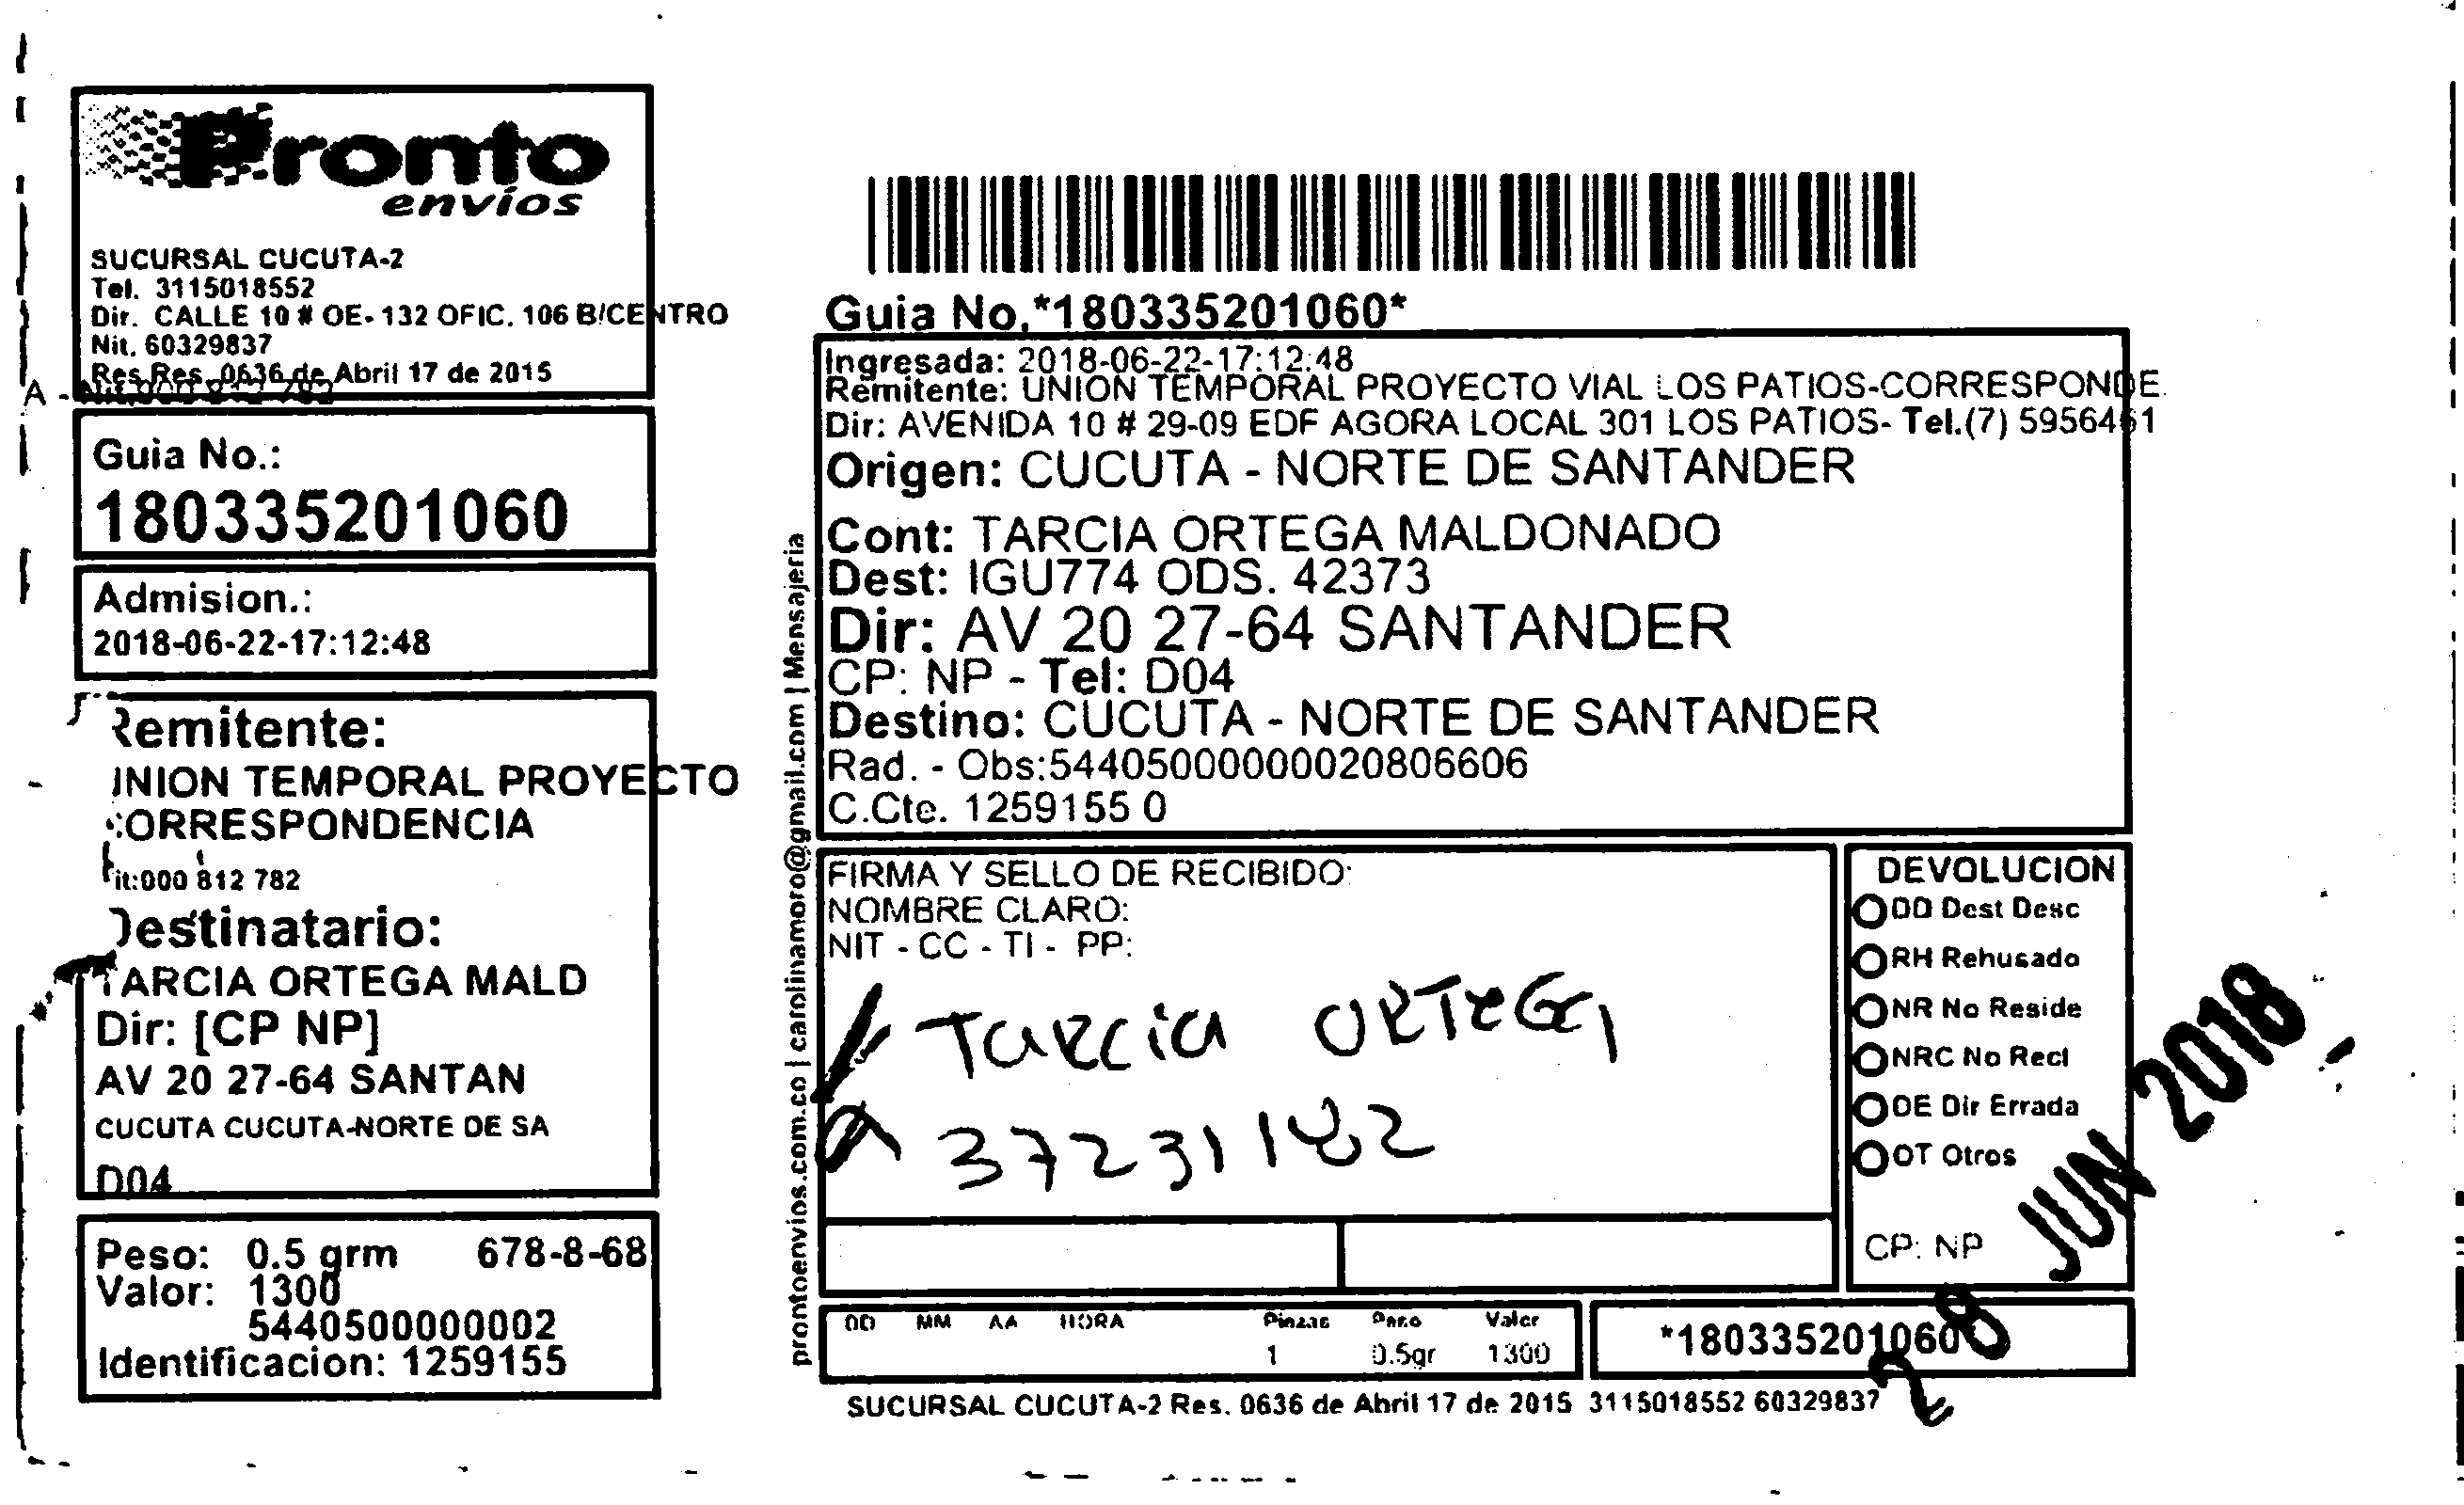 Pronto
envíos
SUCURSAL CUCUTA-2
Tel. 3115018552
Dir. CALLE 10 # OE- 132 OFIC. 106 B/CENTRO
Nit. 60329837
Res Res. 0636 de Abril 17 de 2015
Guia No.:
180335201060
Admision.:
2018-06-22-17:12:48
Remitente:
UNION TEMPORAL PROYECTO
CORRESPONDENCIA
Nit:000 812 782
Destinatario:
TARCIA ORTEGA MALD
Dir: [CP NP]
AV 20 27-64 SANTAN
CUCUTA CUCUTA-NORTE DE SA
D04
Peso: 0.5 grm 678-8-68
Valor: 1300
5440500000002
Identificacion: 1259155
prontoenvios.com.co | carolinamoro@gmail.com | Mensajeria
Guia No.*180335201060*
Ingresada: 2018-06-22-17:12:48
Remitente: UNION TEMPORAL PROYECTO VIAL LOS PATIOS-CORRESPONDE
Dir: AVENIDA 10 # 29-09 EDF AGORA LOCAL 301 LOS PATIOS- Tel.(7) 5956461
Origen: CUCUTA - NORTE DE SANTANDER
Cont: TARCIA ORTEGA MALDONADO
Dest: IGU774 ODS. 42373
Dir: AV 20 27-64 SANTANDER
CP: NP - Tel: D04
Destino: CUCUTA - NORTE DE SANTANDER
Rad. - Obs:544050000000020806606
C.Cte. 1259155 0
FIRMA Y SELLO DE RECIBIDO:
NOMBRE CLARO:
NIT - CC - TI - PP:
Tarcia Ortega
37231182
DEVOLUCION
DD Dest Desc
RH Rehusado
NR No Reside
NRC No Recl
DE Dir Errada
OT Otros
CP: NP
28 JUN 2018
DD MM AA HORA Piezas Peso Valor
1 0.5gr 1300
*180335201060
SUCURSAL CUCUTA-2 Res. 0636 de Abril 17 de 2015 3115018552 60329837